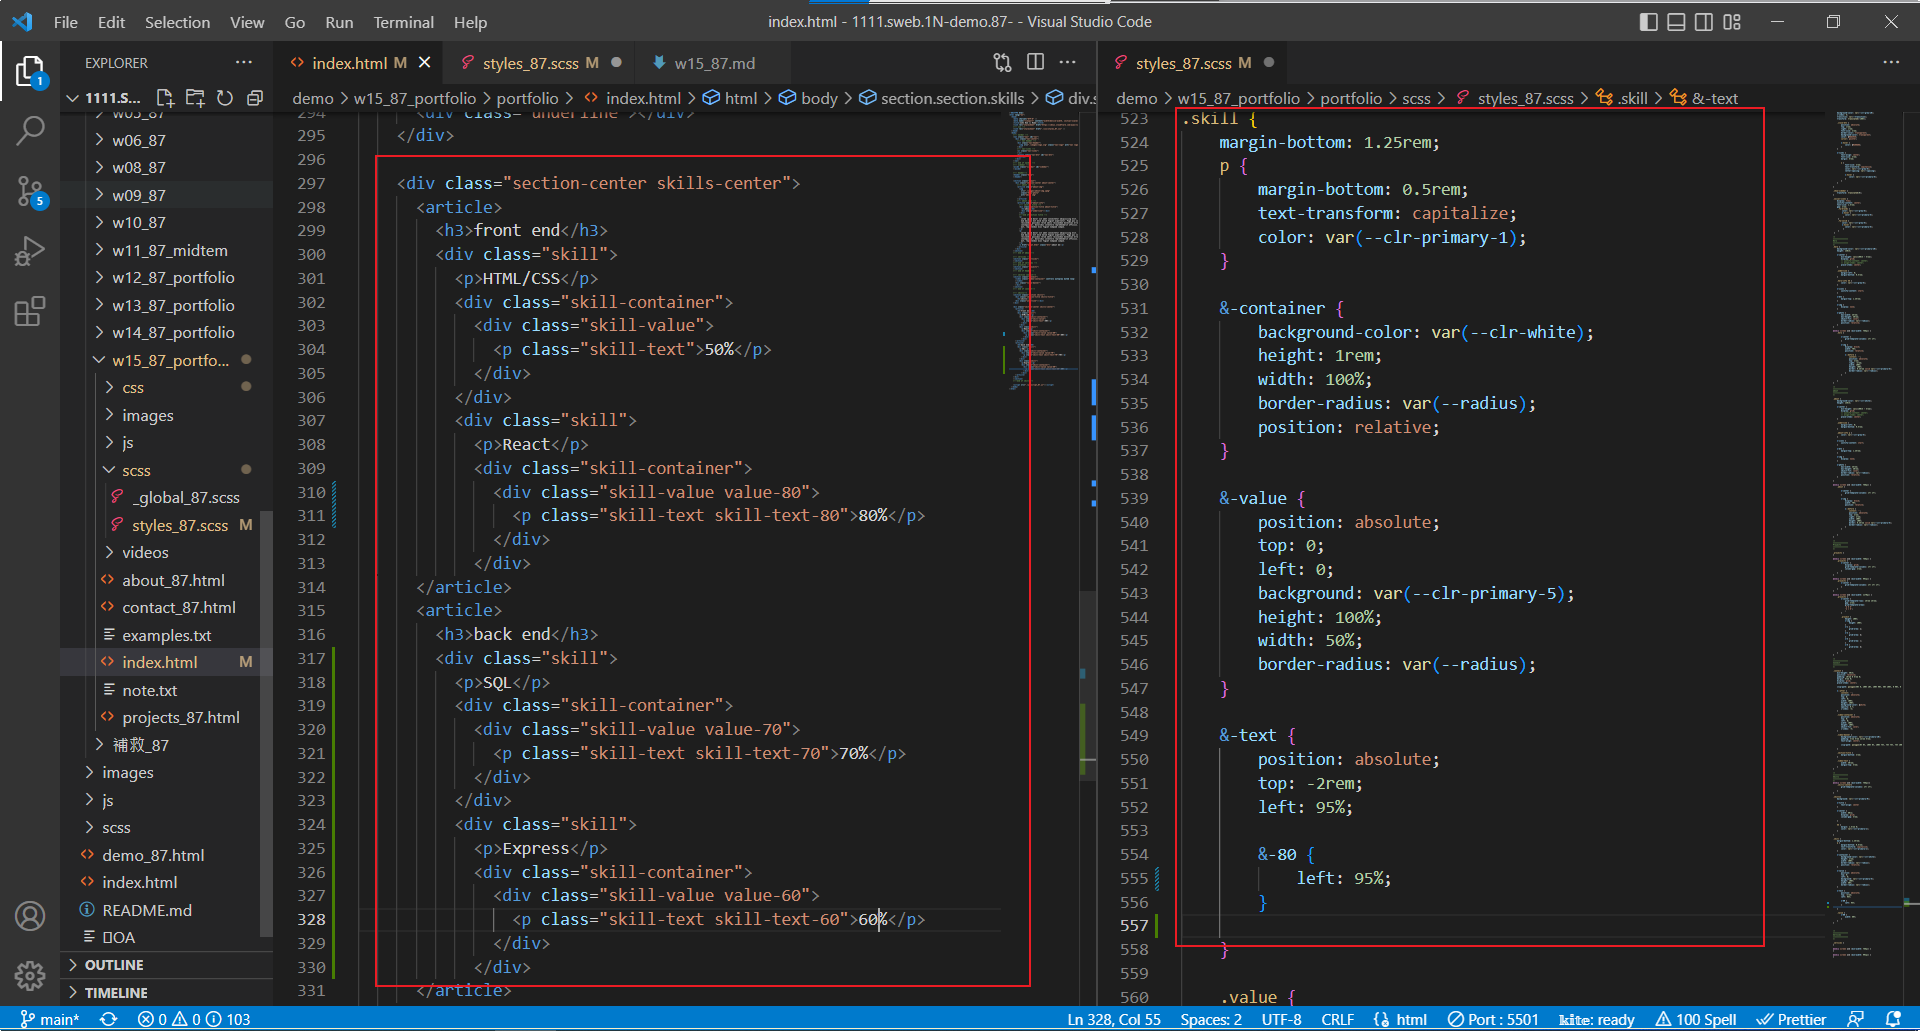 File Edit Selection View Go Run Terminal Help
index.html - 1111.sweb.1N-demo.87- - Visual Studio Code
EXPLORER
1111.S...
w06_87
w08_87
w09_87
w10_87
w11_87_midtem
w12_87_portfolio
w13_87_portfolio
w14_87_portfolio
w15_87_portfo...
css
images
js
scss
_global_87.scss
styles_87.scss M
videos
about_87.html
contact_87.html
examples.txt
index.html M
note.txt
projects_87.html
補救_87
images
js
scss
demo_87.html
index.html
README.md
OUTLINE
TIMELINE
1
5
index.html M
styles_87.scss M
w15_87.md
demo > w15_87_portfolio > portfolio > index.html > html > body > section.section.skills > div.s
295 </div>
296
297 <div class="section-center skills-center">
298 <article>
299 <h3>front end</h3>
300 <div class="skill">
301 <p>HTML/CSS</p>
302 <div class="skill-container">
303 <div class="skill-value">
304 <p class="skill-text">50%</p>
305 </div>
306 </div>
307 <div class="skill">
308 <p>React</p>
309 <div class="skill-container">
310 <div class="skill-value value-80">
311 <p class="skill-text skill-text-80">80%</p>
312 </div>
313 </div>
314 </article>
315 <article>
316 <h3>back end</h3>
317 <div class="skill">
318 <p>SQL</p>
319 <div class="skill-container">
320 <div class="skill-value value-70">
321 <p class="skill-text skill-text-70">70%</p>
322 </div>
323 </div>
324 <div class="skill">
325 <p>Express</p>
326 <div class="skill-container">
327 <div class="skill-value value-60">
328 <p class="skill-text skill-text-60">60%</p>
329 </div>
330 </div>
331 </article>
styles_87.scss M
demo > w15_87_portfolio > portfolio > scss > styles_87.scss > .skill > &-text
523 .skill {
524 margin-bottom: 1.25rem;
525 p {
526 margin-bottom: 0.5rem;
527 text-transform: capitalize;
528 color: var(--clr-primary-1);
529 }
530
531 &-container {
532 background-color: var(--clr-white);
533 height: 1rem;
534 width: 100%;
535 border-radius: var(--radius);
536 position: relative;
537 }
538
539 &-value {
540 position: absolute;
541 top: 0;
542 left: 0;
543 background: var(--clr-primary-5);
544 height: 100%;
545 width: 50%;
546 border-radius: var(--radius);
547 }
548
549 &-text {
550 position: absolute;
551 top: -2rem;
552 left: 95%;
553
554 &-80 {
555 left: 95%;
556 }
557
558 }
559
560 .value {
main* 0 0 103
Ln 328, Col 55 Spaces: 2 UTF-8 CRLF html Port : 5501 kite: ready 100 Spell Prettier